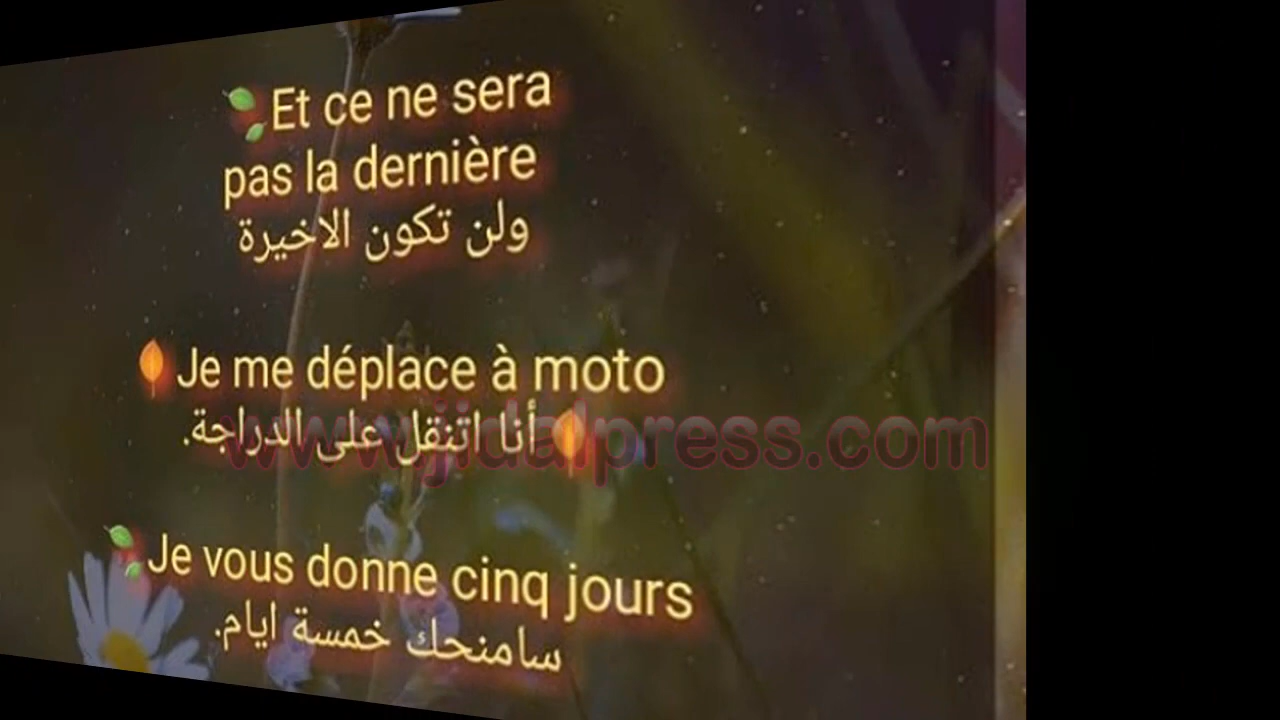 Et ce ne sera
pas la dernière
ولن تكون الاخيرة
Je me déplace à moto
أنا اتنقل على الدراجة.
www.jidalpress.com
Je vous donne cinq jours
سامنحك خمسة ايام.